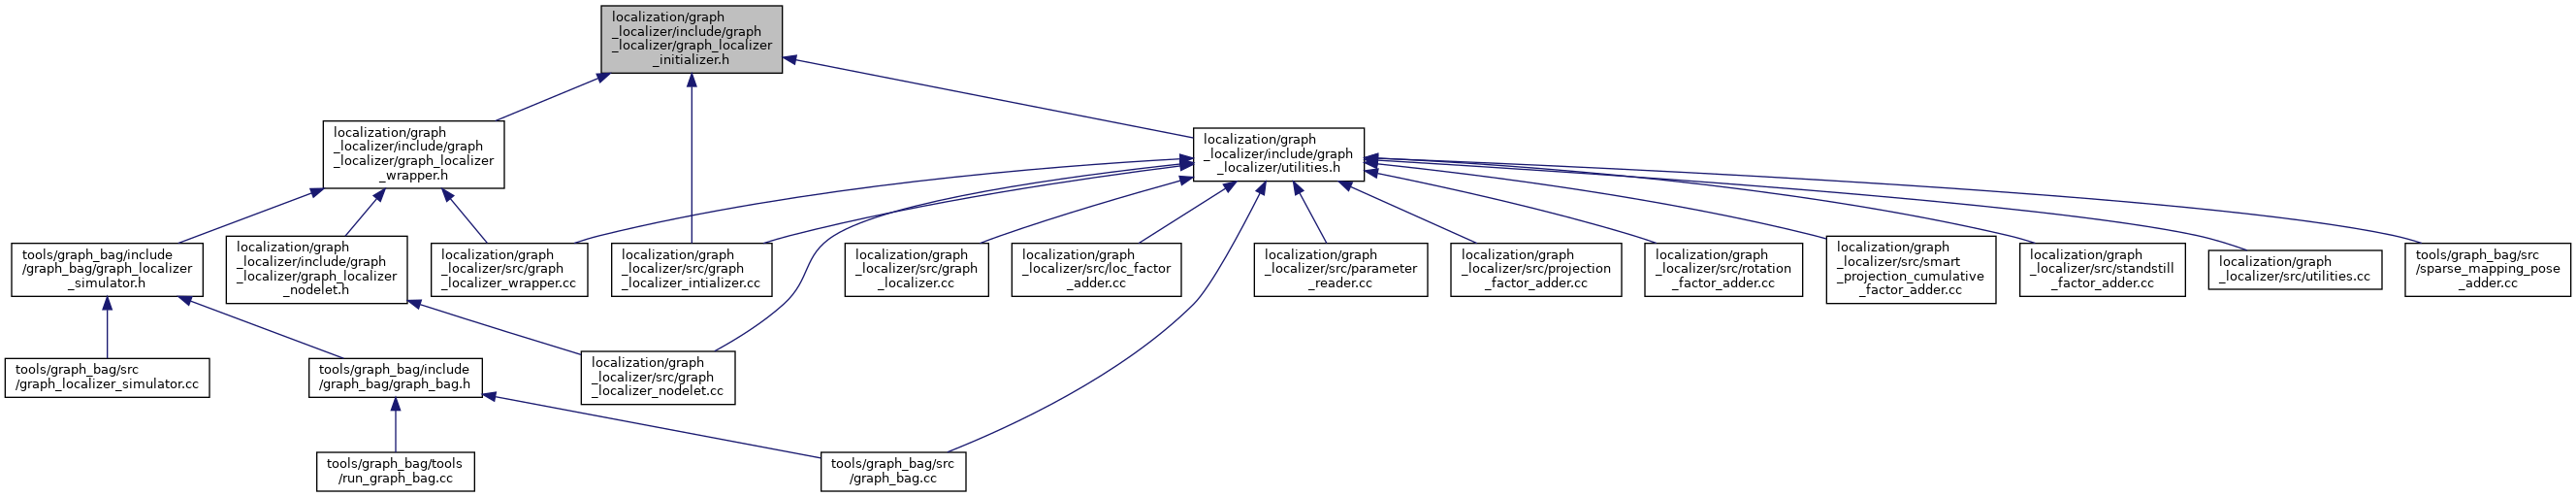 localization/graph
_localizer/include/graph
_localizer/graph_localizer
_initializer.h
localization/graph
_localizer/include/graph
_localizer/graph_localizer
_wrapper.h
localization/graph
_localizer/include/graph
_localizer/utilities.h
tools/graph_bag/include
/graph_bag/graph_localizer
_simulator.h
localization/graph
_localizer/include/graph
_localizer/graph_localizer
_nodelet.h
localization/graph
_localizer/src/graph
_localizer_wrapper.cc
localization/graph
_localizer/src/graph
_localizer_intializer.cc
localization/graph
_localizer/src/graph
_localizer.cc
localization/graph
_localizer/src/loc_factor
_adder.cc
localization/graph
_localizer/src/parameter
_reader.cc
localization/graph
_localizer/src/projection
_factor_adder.cc
localization/graph
_localizer/src/rotation
_factor_adder.cc
localization/graph
_localizer/src/smart
_projection_cumulative
_factor_adder.cc
localization/graph
_localizer/src/standstill
_factor_adder.cc
localization/graph
_localizer/src/utilities.cc
tools/graph_bag/src
/sparse_mapping_pose
_adder.cc
tools/graph_bag/src
/graph_localizer_simulator.cc
tools/graph_bag/include
/graph_bag/graph_bag.h
localization/graph
_localizer/src/graph
_localizer_nodelet.cc
tools/graph_bag/tools
/run_graph_bag.cc
tools/graph_bag/src
/graph_bag.cc